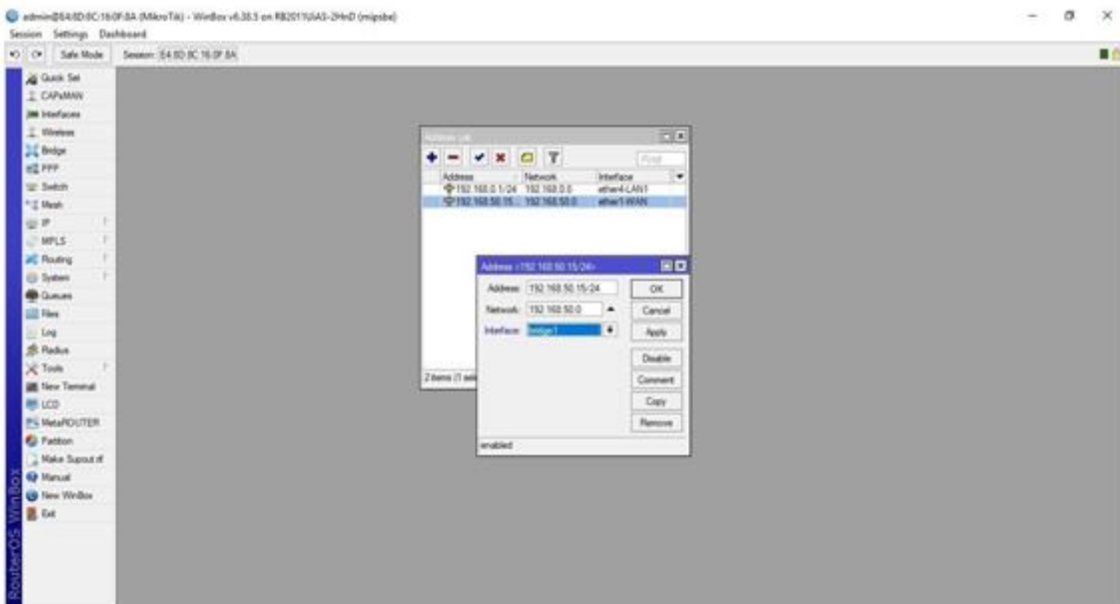 admin@E4:8D:8C:16:0F:8A (MikroTik) - WinBox v6.38.5 on RB2011UiAS-2HnD (mipsbe)
Session Settings Dashboard
Safe Mode Session: E4:8D:8C:16:0F:8A
Quick Set
CAPsMAN
Interfaces
Wireless
Bridge
PPP
Switch
Mesh
IP
MPLS
Routing
System
Queues
Files
Log
Radius
Tools
New Terminal
LCD
MetaROUTER
Partition
Make Supout.rif
Manual
New WinBox
Exit
RouterOS WinBox
Address List
Find
Address Network Interface
192.168.0.1/24 192.168.0.0 ether4-LAN1
192.168.50.15... 192.168.50.0 ether1-WAN
2 items (1 sele
Address <192.168.50.15/24>
Address: 192.168.50.15/24
Network: 192.168.50.0
Interface: bridge1
OK
Cancel
Apply
Disable
Comment
Copy
Remove
enabled